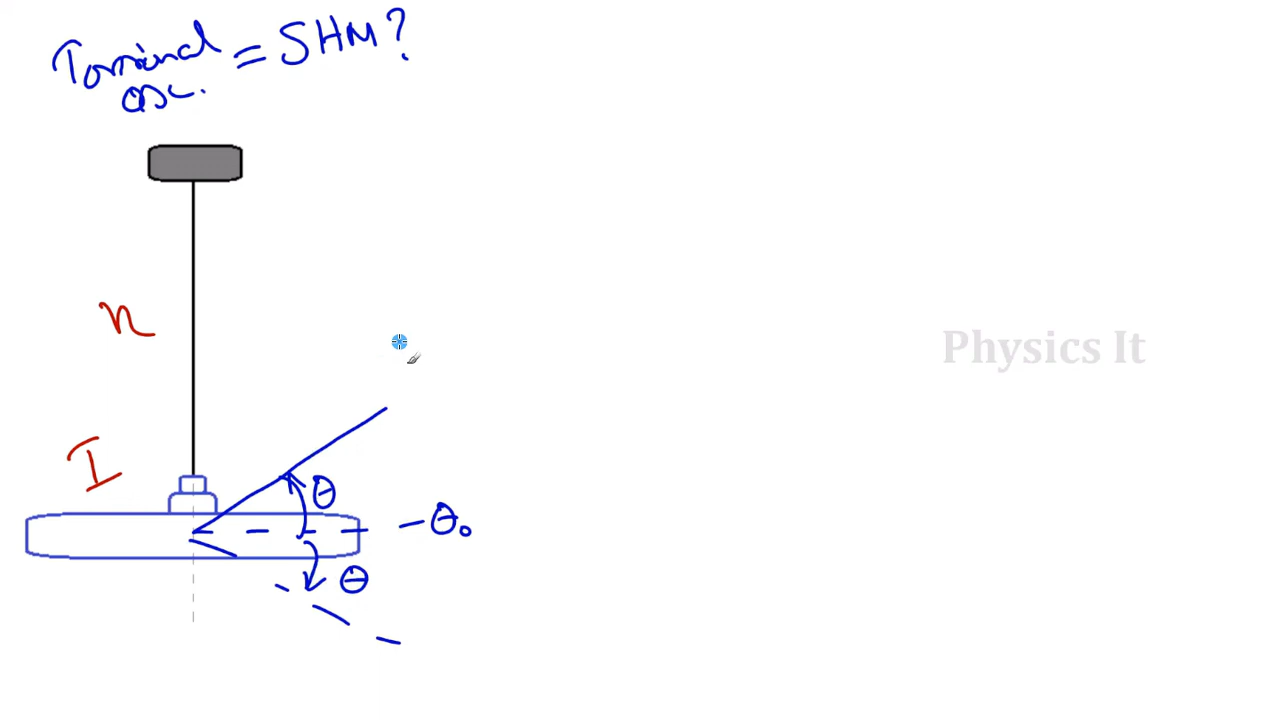 Torsional = SHM?
osc.
n
Physics It
I
θ
θ₀
θ